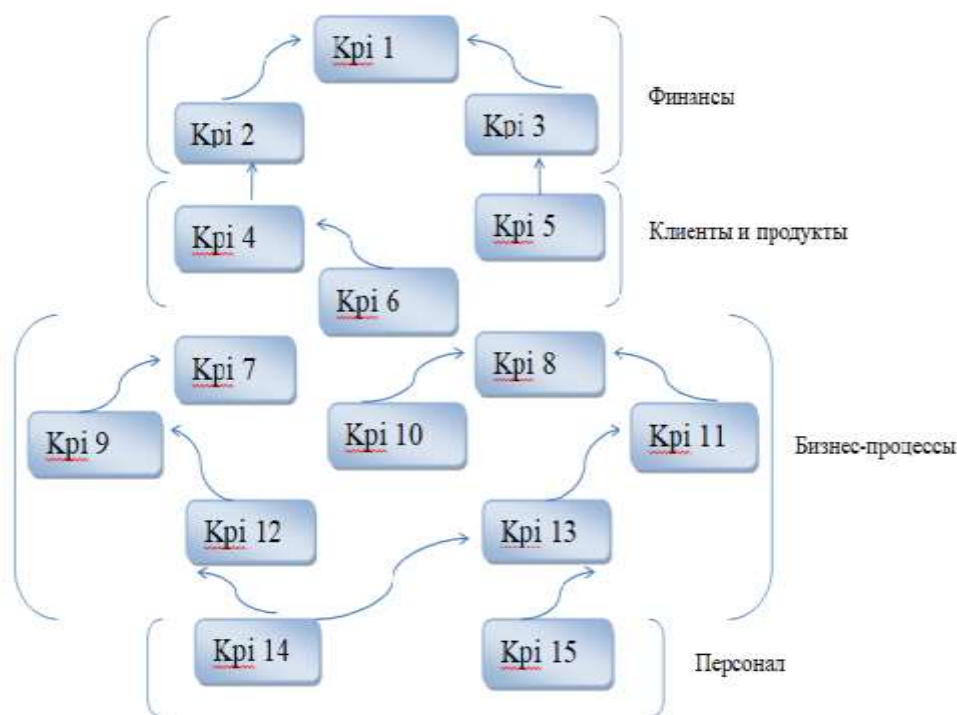 Kpi 1
Финансы
Kpi 2
Kpi 3
Kpi 4
Kpi 5
Клиенты и продукты
Kpi 6
Kpi 7
Kpi 8
Kpi 9
Kpi 10
Kpi 11
Бизнес-процессы
Kpi 12
Kpi 13
Kpi 14
Kpi 15
Персонал